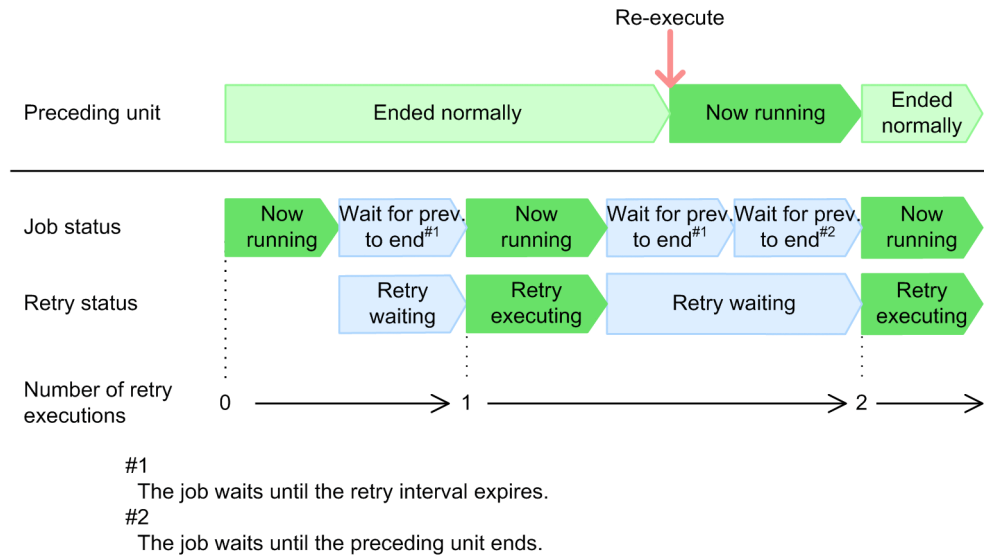 Re-execute
Preceding unit
Ended normally
Now running
Ended
normally
Job status
Now
running
Wait for prev.
to end#1
Now
running
Wait for prev.
to end#1
Wait for prev.
to end#2
Now
running
Retry status
Retry
waiting
Retry
executing
Retry waiting
Retry
executing
Number of retry
executions
0
1
2
#1
The job waits until the retry interval expires.
#2
The job waits until the preceding unit ends.